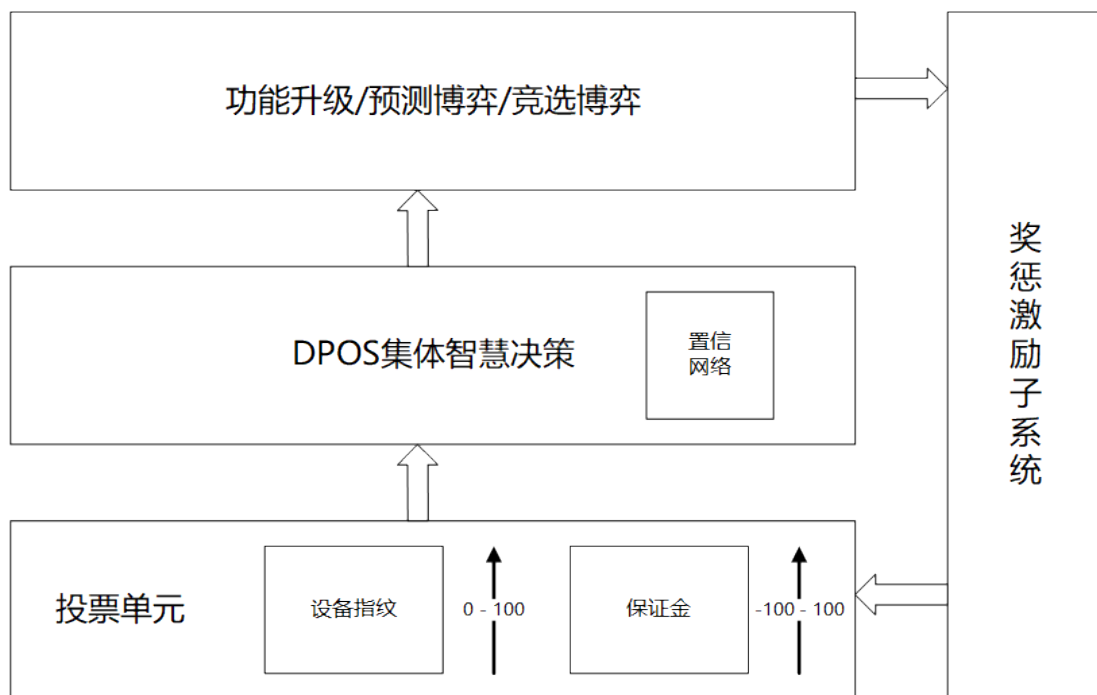 功能升级/预测博弈/竞选博弈
DPOS集体智慧决策
置信
网络
奖惩激励子系统
投票单元
设备指纹
0 - 100
保证金
-100 - 100